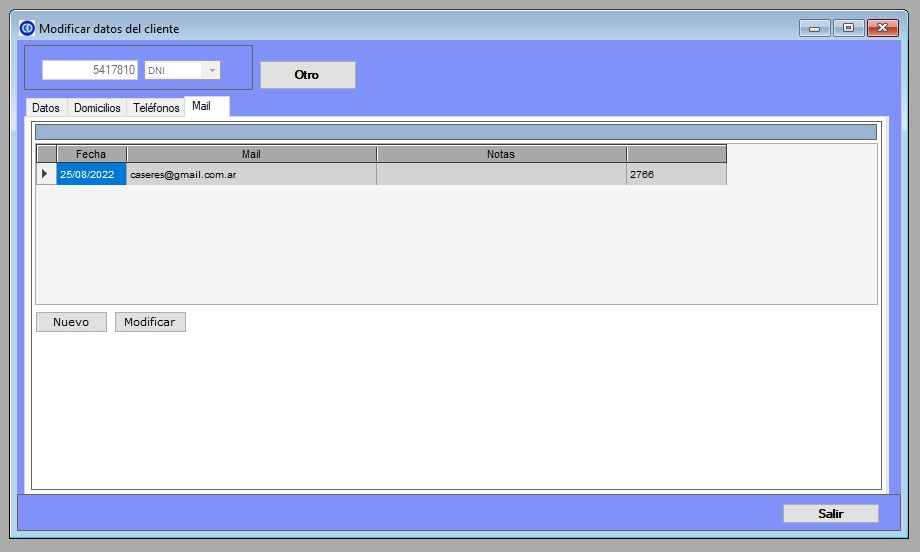 Modificar datos del cliente
5417810 DNI Otro
Datos Domicilios Teléfonos Mail
Fecha Mail Notas
25/08/2022 caseres@gmail.com.ar 2766
Nuevo Modificar
Salir